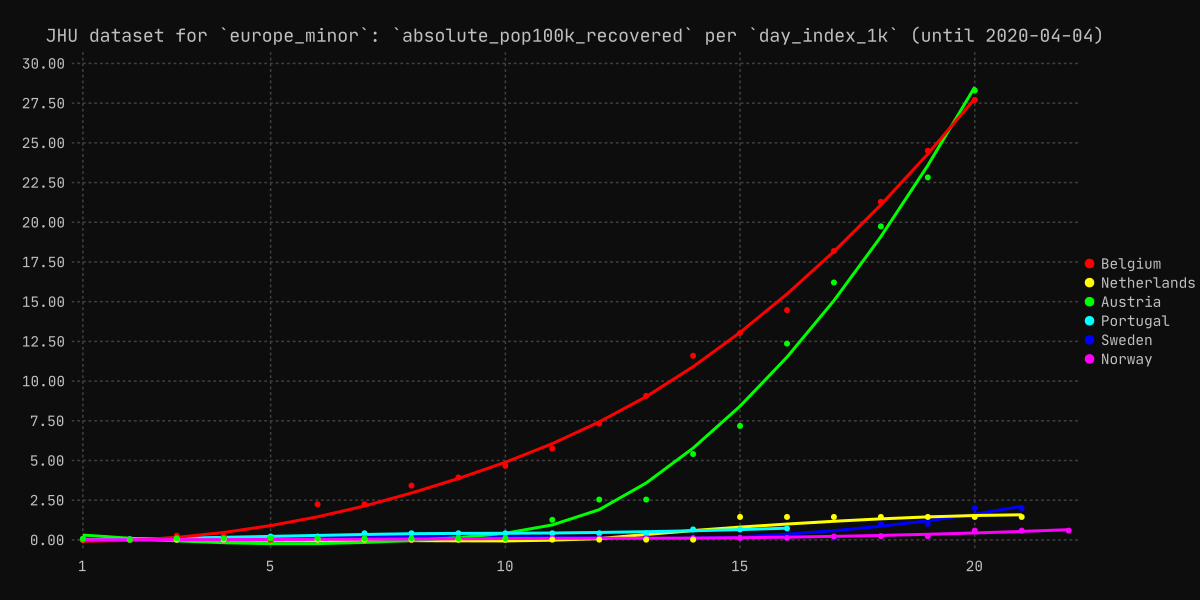 JHU dataset for `europe_minor`: `absolute_pop100k_recovered` per `day_index_1k` (until 2020-04-04)
30.00
27.50
25.00
22.50
20.00
17.50
15.00
12.50
10.00
7.50
5.00
2.50
0.00
1 5 10 15 20
Belgium
Netherlands
Austria
Portugal
Sweden
Norway